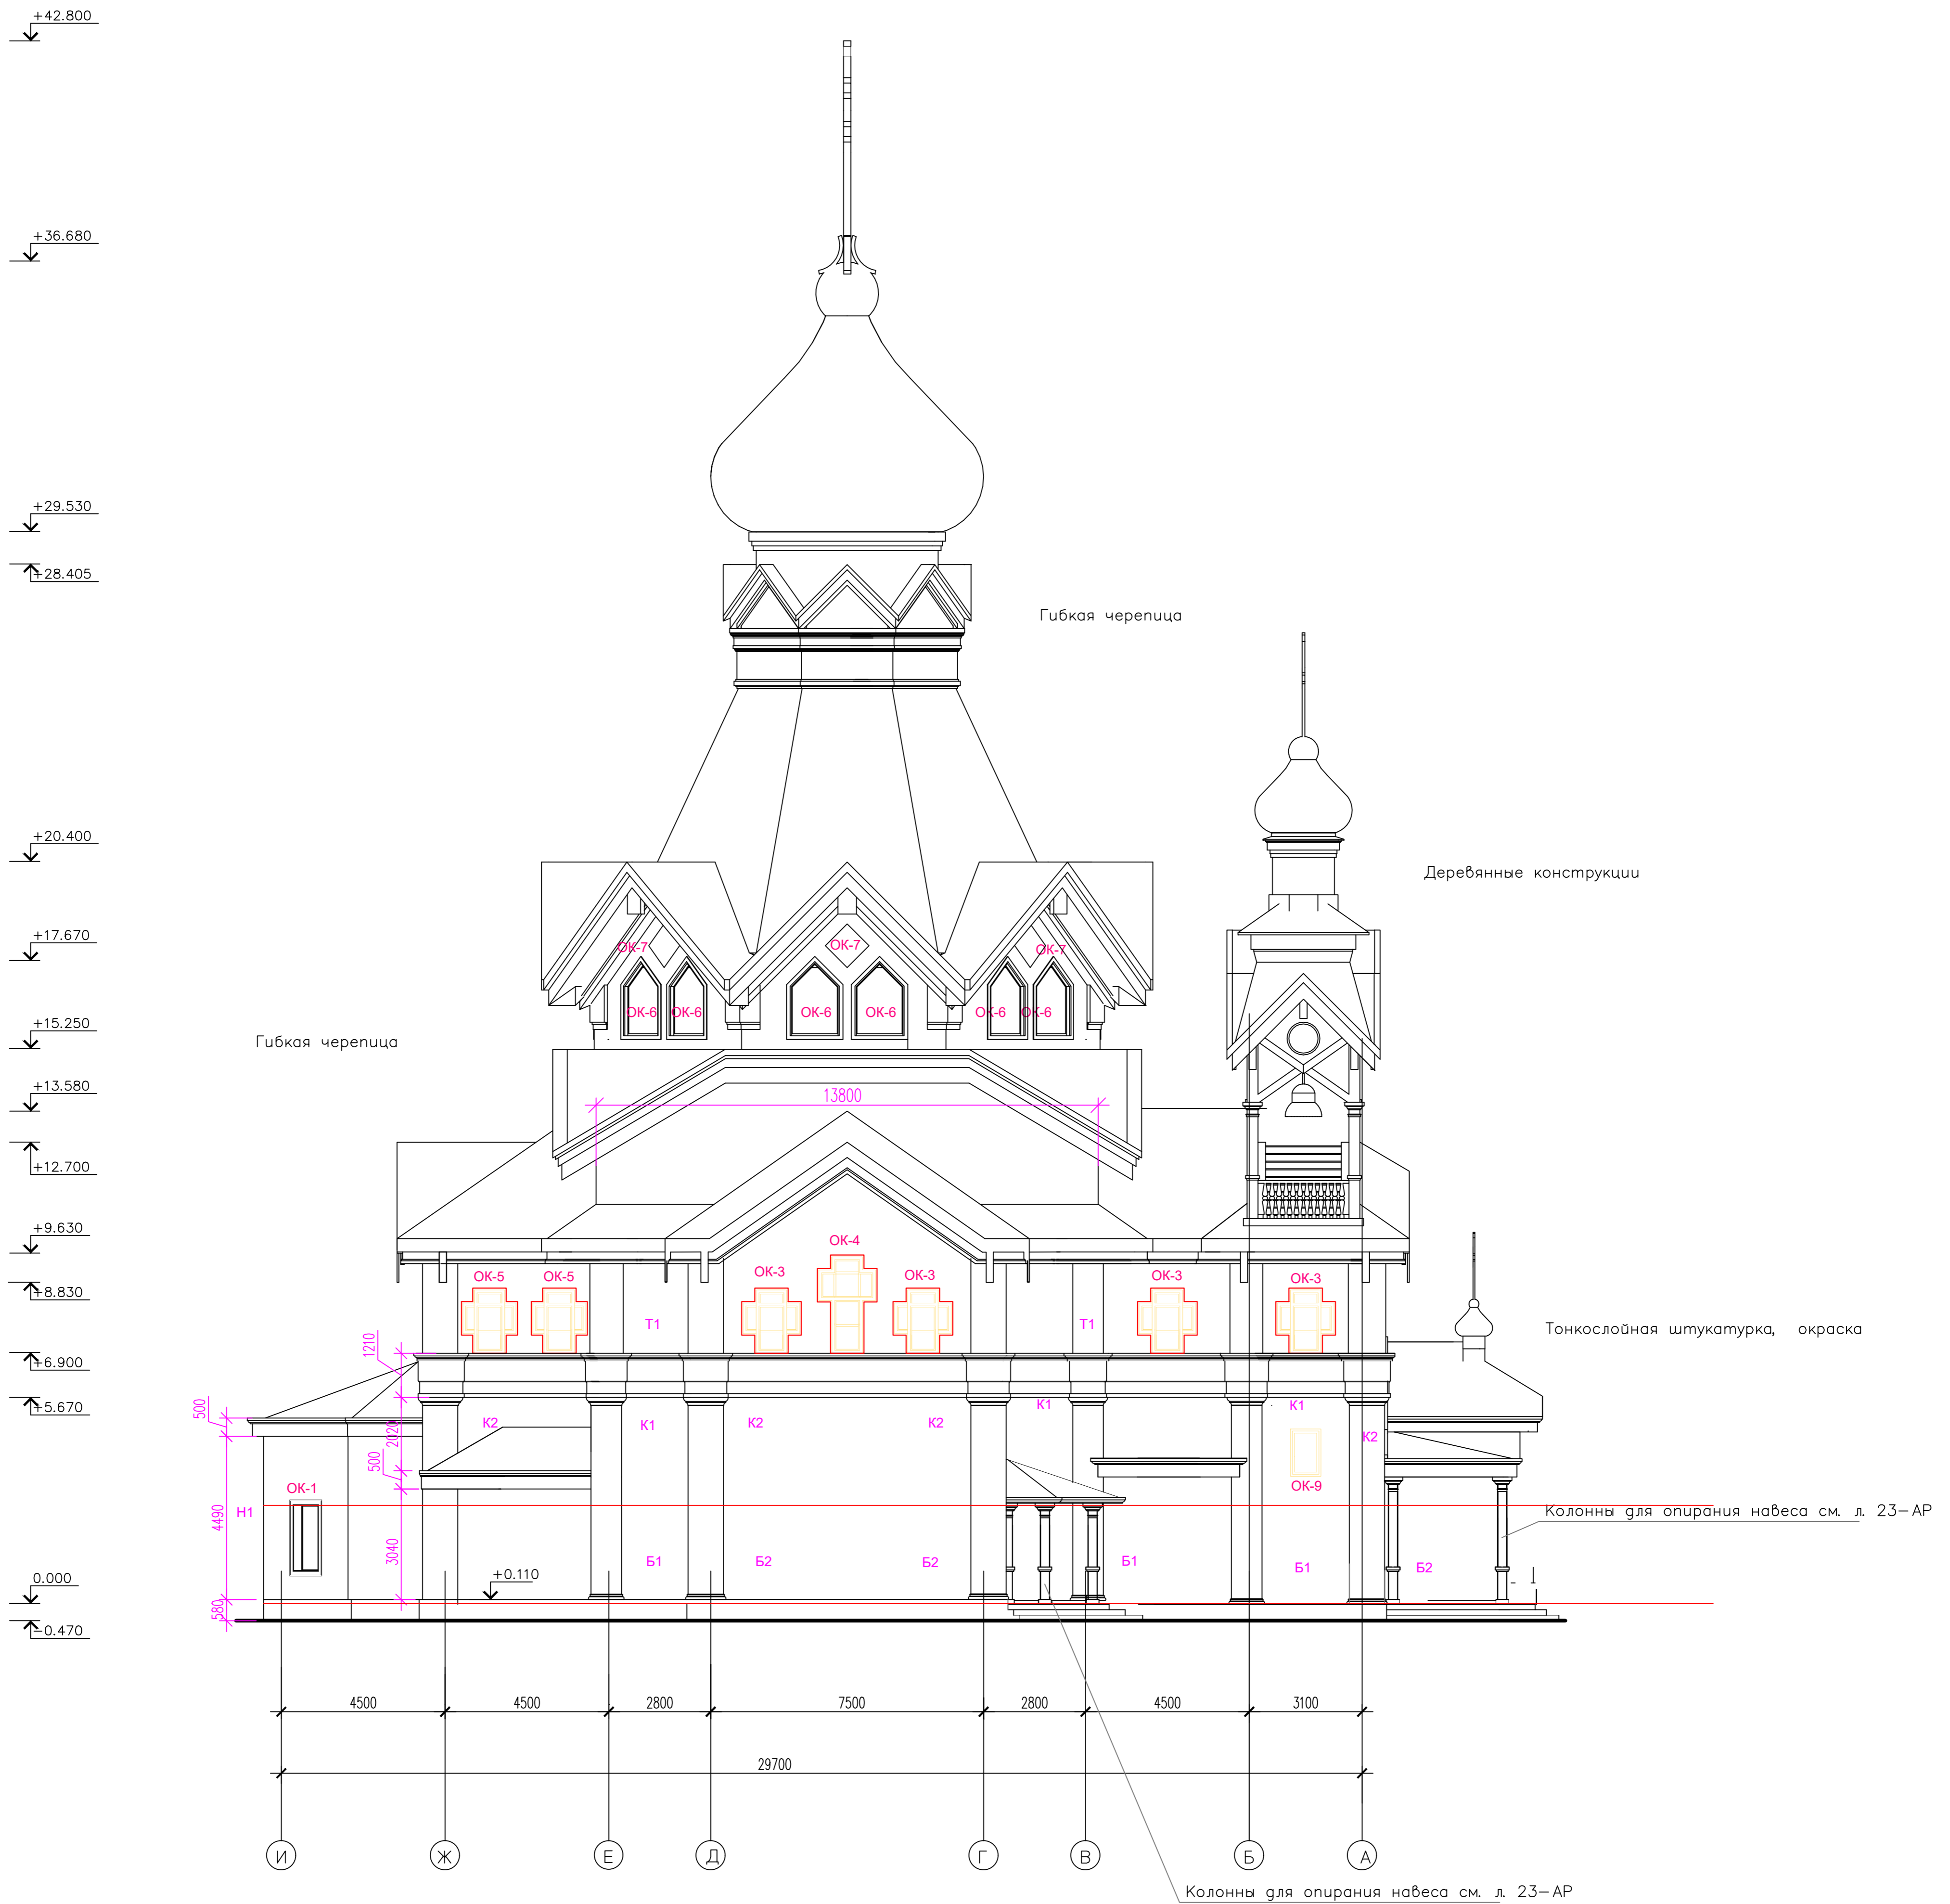 +42.800
+36.680
+29.530
+28.405
Гибкая черепица
+20.400
Деревянные конструкции
+17.670
ОК-7
ОК-7
ОК-7
ОК-6
ОК-6
ОК-6
ОК-6
ОК-6
ОК-6
+15.250
Гибкая черепица
+13.580
13800
+12.700
+9.630
ОК-4
ОК-5
ОК-5
ОК-3
ОК-3
ОК-3
ОК-3
+8.830
Т1
Т1
Тонкослойная штукатурка, окраска
1210
+6.900
+5.670
500
К2
К1
К2
К2
К1
К1
К2
2020
500
ОК-1
ОК-9
4490
Н1
Колонны для опирания навеса см. л. 23-АР
3040
Б1
Б2
Б2
Б1
Б1
Б2
+0.110
0.000
580
-0.470
4500
4500
2800
7500
2800
4500
3100
29700
И
Ж
Е
Д
Г
В
Б
А
Колонны для опирания навеса см. л. 23-АР